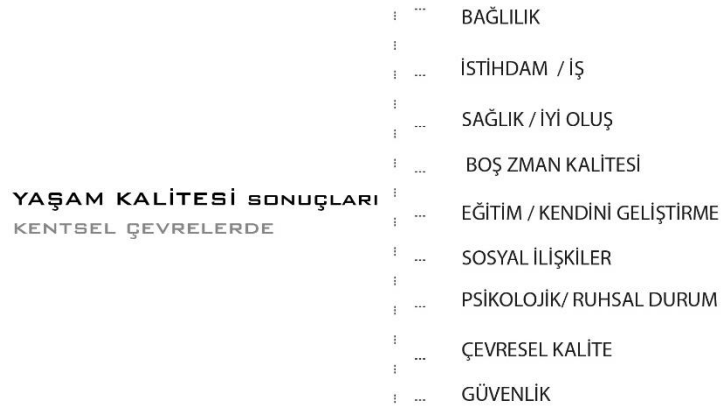 YAŞAM KALİTESİ SONUÇLARI
KENTSEL ÇEVRELERDE
... BAĞLILIK
... İSTİHDAM / İŞ
... SAĞLIK / İYİ OLUŞ
... BOŞ ZMAN KALİTESİ
... EĞİTİM / KENDİNİ GELİŞTİRME
... SOSYAL İLİŞKİLER
... PSİKOLOJİK/ RUHSAL DURUM
... ÇEVRESEL KALİTE
... GÜVENLİK